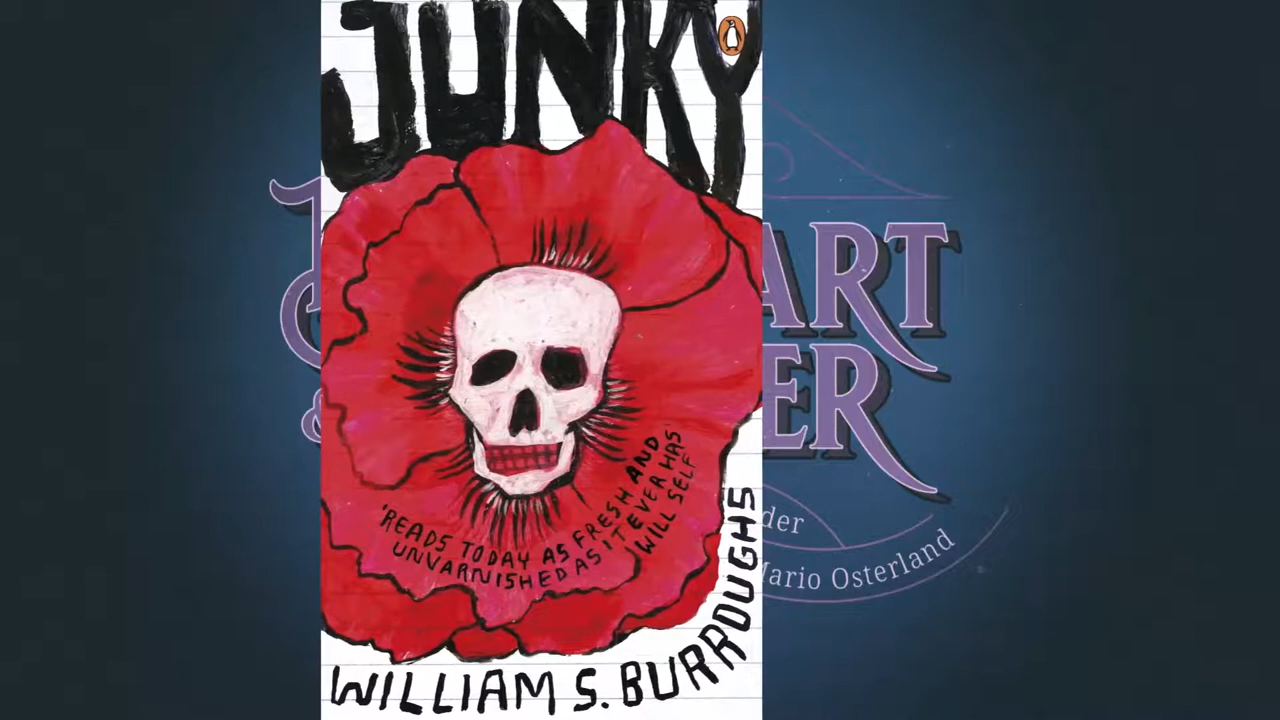 JUNKY
ART
ER
'READS TODAY AS FRESH AND
UNVARNISHED AS IT EVER HAS'
WILL SELF
der
Mario Osterland
WILLIAM S. BURROUGHS